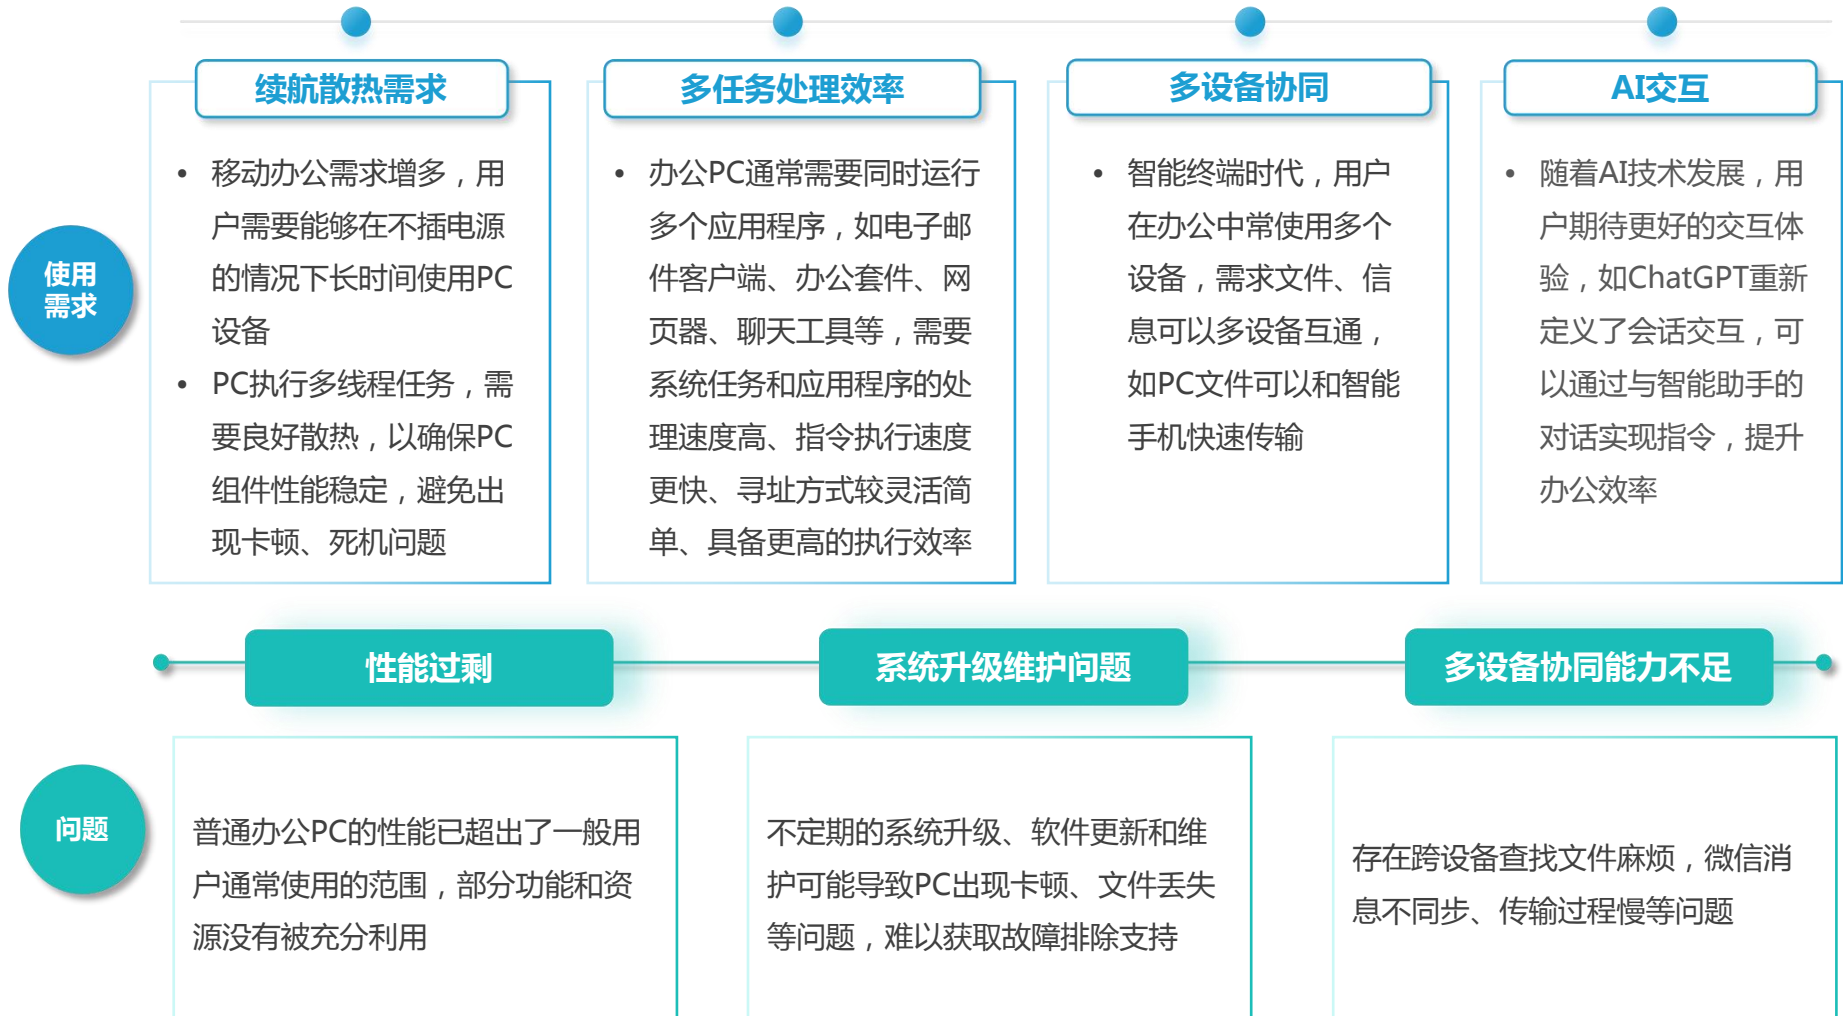 续航散热需求
多任务处理效率
多设备协同
AI交互
使用
需求
• 移动办公需求增多，用
户需要能够在不插电源
的情况下长时间使用PC
设备
• PC执行多线程任务，需
要良好散热，以确保PC
组件性能稳定，避免出
现卡顿、死机问题
• 办公PC通常需要同时运行
多个应用程序，如电子邮
件客户端、办公套件、网
页器、聊天工具等，需要
系统任务和应用程序的处
理速度高、指令执行速度
更快、寻址方式较灵活简
单、具备更高的执行效率
• 智能终端时代，用户
在办公中常使用多个
设备，需求文件、信
息可以多设备互通，
如PC文件可以和智能
手机快速传输
• 随着AI技术发展，用
户期待更好的交互体
验，如ChatGPT重新
定义了会话交互，可
以通过与智能助手的
对话实现指令，提升
办公效率
性能过剩
系统升级维护问题
多设备协同能力不足
问题
普通办公PC的性能已超出了一般用
户通常使用的范围，部分功能和资
源没有被充分利用
不定期的系统升级、软件更新和维
护可能导致PC出现卡顿、文件丢失
等问题，难以获取故障排除支持
存在跨设备查找文件麻烦，微信消
息不同步、传输过程慢等问题